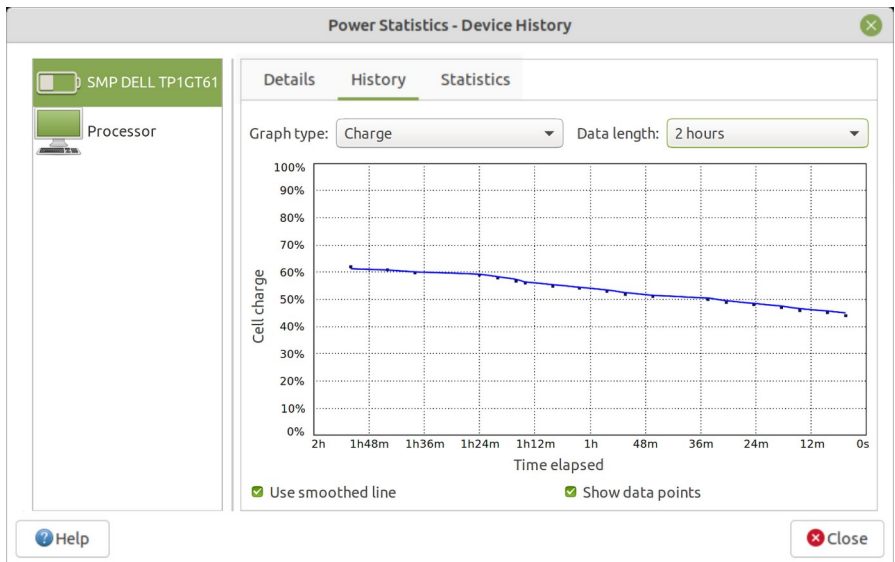 Power Statistics - Device History
SMP DELL TP1GT61
Processor
Details History Statistics
Graph type: Charge Data length: 2 hours
100%
90%
80%
70%
60%
50%
40%
30%
20%
10%
0%
Cell charge
2h 1h48m 1h36m 1h24m 1h12m 1h 48m 36m 24m 12m 0s
Time elapsed
Use smoothed line Show data points
Help Close